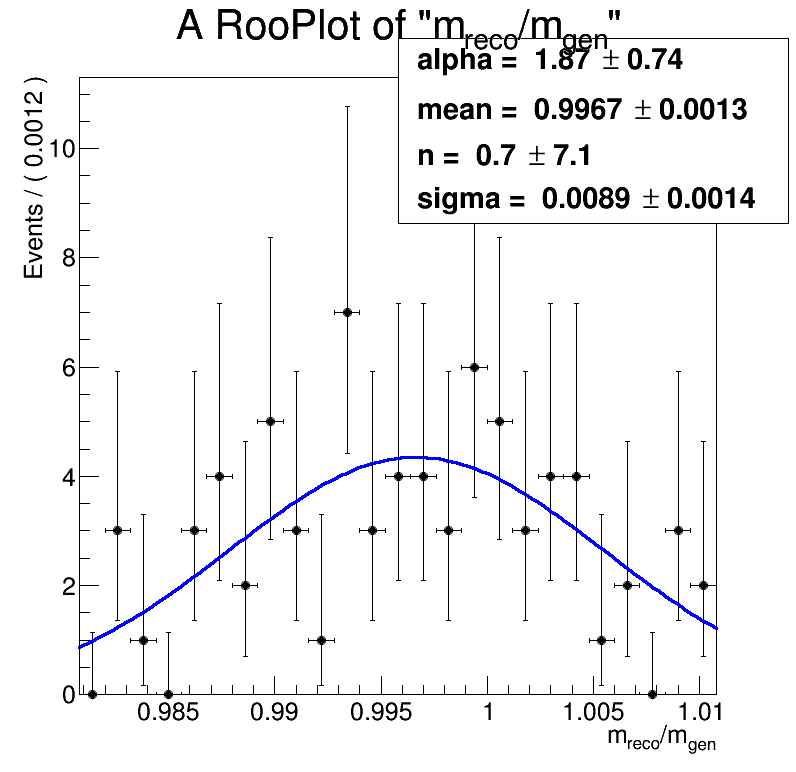 A RooPlot of "m_reco/m_gen"
alpha = 1.87 ± 0.74
mean = 0.9967 ± 0.0013
n = 0.7 ± 7.1
sigma = 0.0089 ± 0.0014
Events / ( 0.0012 )
10
8
6
4
2
0
0.985 0.99 0.995 1 1.005 1.01
m_reco/m_gen